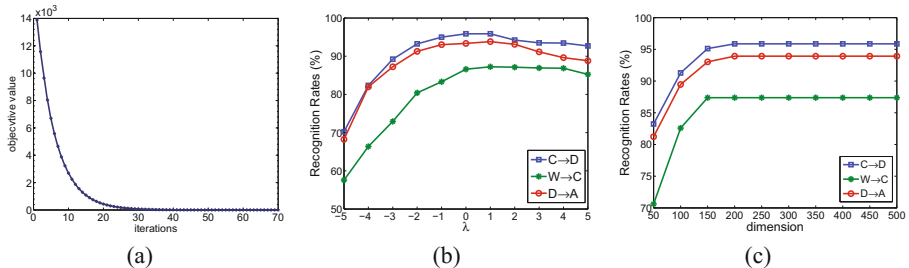 14 x 10³
12
10
8
6
4
2
0
objecvtive value
0 10 20 30 40 50 60 70
iterations
(a)
100
90
80
70
60
50
Recognition Rates (%)
C→D
W→C
D→A
−5 −4 −3 −2 −1 0 1 2 3 4 5
λ
(b)
100
95
90
85
80
75
70
Recognition Rates (%)
C→D
W→C
D→A
50 100 150 200 250 300 350 400 450 500
dimension
(c)